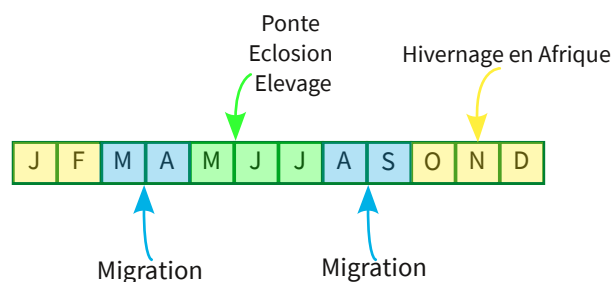 Ponte
Eclosion
Elevage
Hivernage en Afrique
J F M A M J J A S O N D
Migration
Migration